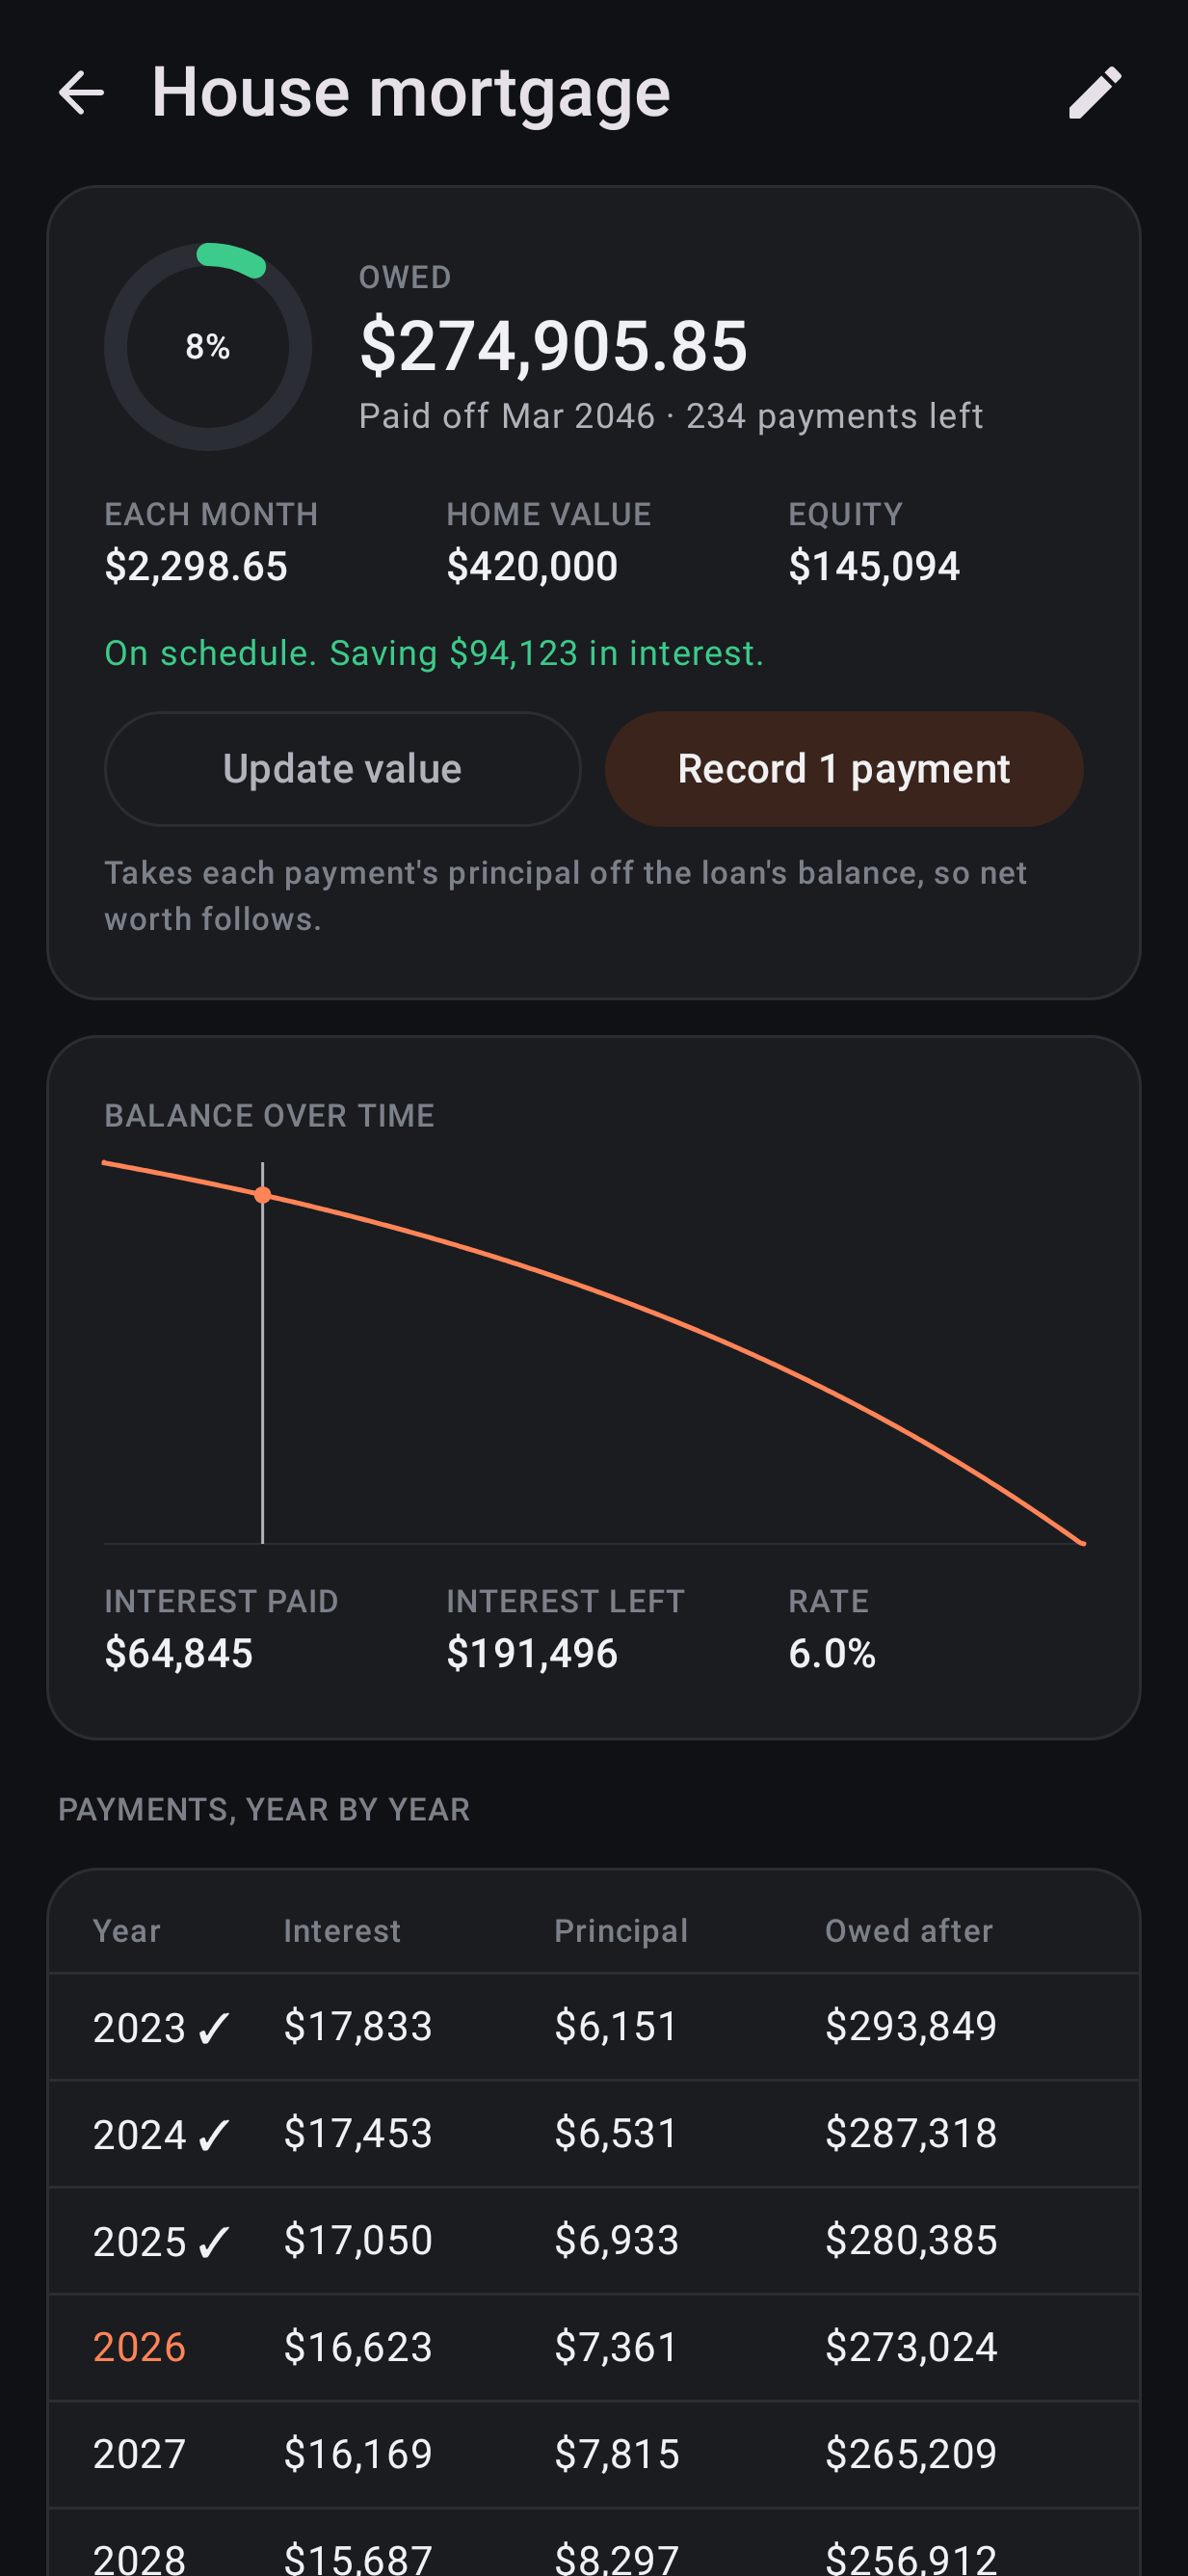 House mortgage
8%
OWED
$274,905.85
Paid off Mar 2046 · 234 payments left
EACH MONTH HOME VALUE EQUITY
$2,298.65 $420,000 $145,094
On schedule. Saving $94,123 in interest.
Update value Record 1 payment
Takes each payment's principal off the loan's balance, so net
worth follows.
BALANCE OVER TIME
INTEREST PAID INTEREST LEFT RATE
$64,845 $191,496 6.0%
PAYMENTS, YEAR BY YEAR
Year Interest Principal Owed after
2023 ✓ $17,833 $6,151 $293,849
2024 ✓ $17,453 $6,531 $287,318
2025 ✓ $17,050 $6,933 $280,385
2026 $16,623 $7,361 $273,024
2027 $16,169 $7,815 $265,209
2028 $15,687 $8,297 $256,912